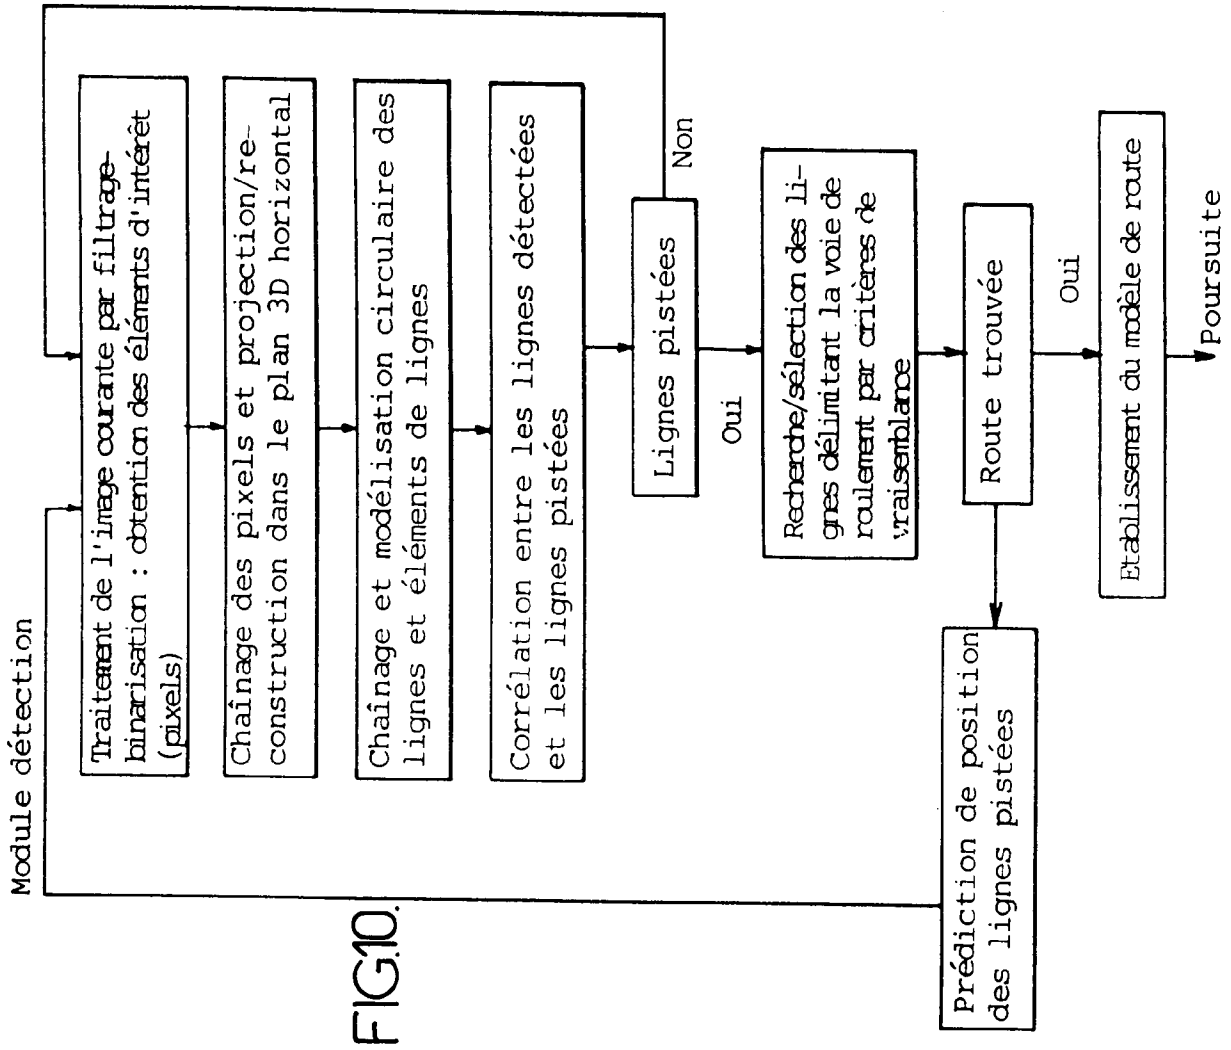 Module détection
Traitement de l'image courante par filtrage-
binarisation : obtention des éléments d'intérêt
(pixels)
Chaînage des pixels et projection/re-
construction dans le plan 3D horizontal
Chaînage et modélisation circulaire des
lignes et éléments de lignes
Corrélation entre les lignes détectées
et les lignes pistées
Lignes pistées
Non
Oui
Recherche/sélection des li-
gnes délimitant la voie de
roulement par critères de
vraisemblance
Route trouvée
Oui
Prédiction de position
des lignes pistées
Etablissement du modèle de route
Poursuite
FIG.10.